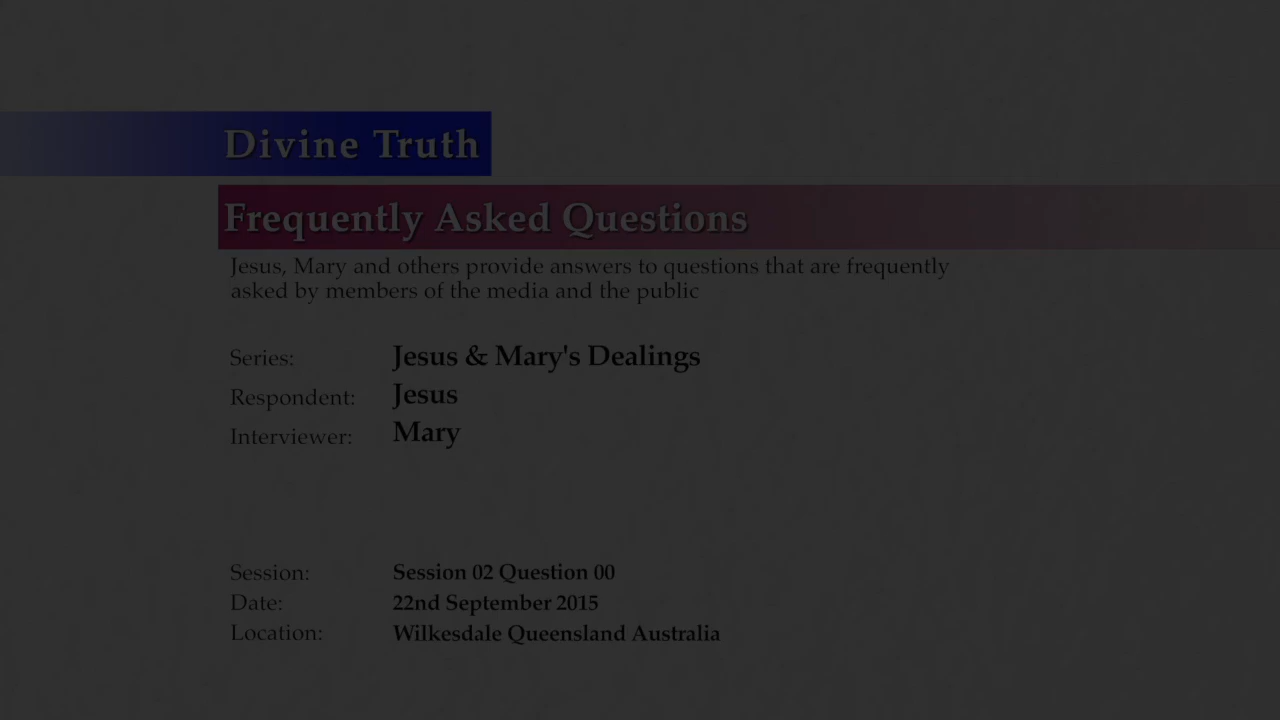 Divine Truth
Frequently Asked Questions
Jesus, Mary and others provide answers to questions that are frequently
asked by members of the media and the public
Series: Jesus & Mary's Dealings
Respondent: Jesus
Interviewer: Mary
Session: Session 02 Question 00
Date: 22nd September 2015
Location: Wilkesdale Queensland Australia